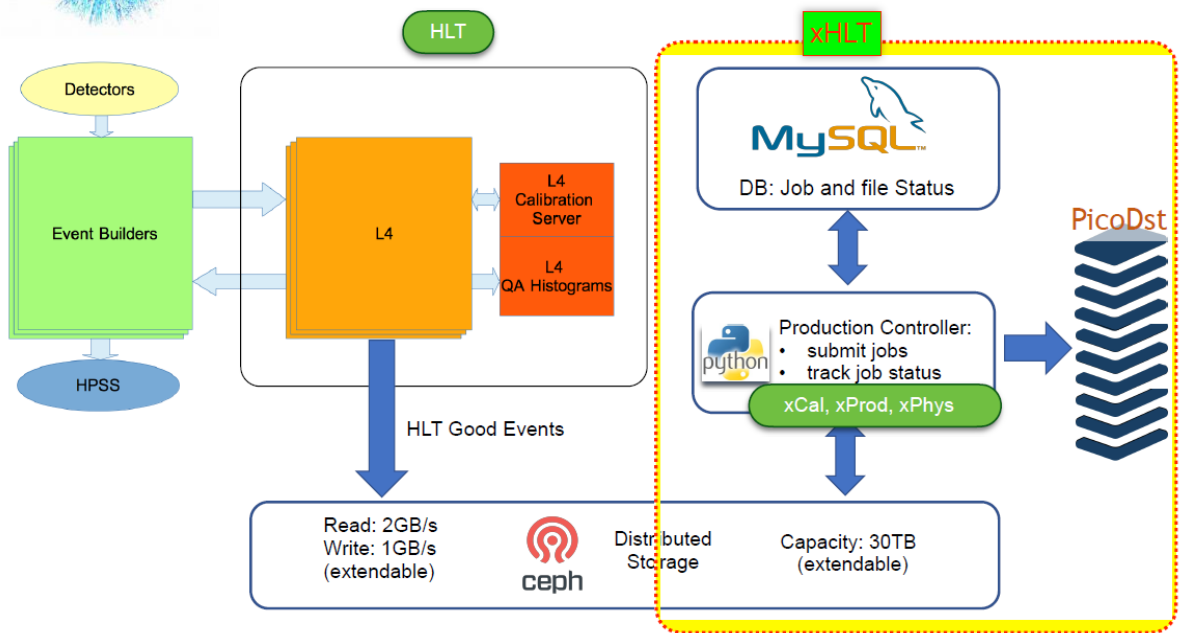 HLT
xHLT
Detectors
Event Builders
HPSS
L4
L4
Calibration
Server
L4
QA Histograms
HLT Good Events
MySQL™
DB: Job and file Status
python
Production Controller:
• submit jobs
• track job status
xCal, xProd, xPhys
PicoDst
Read: 2GB/s
Write: 1GB/s
(extendable)
ceph
Distributed
Storage
Capacity: 30TB
(extendable)